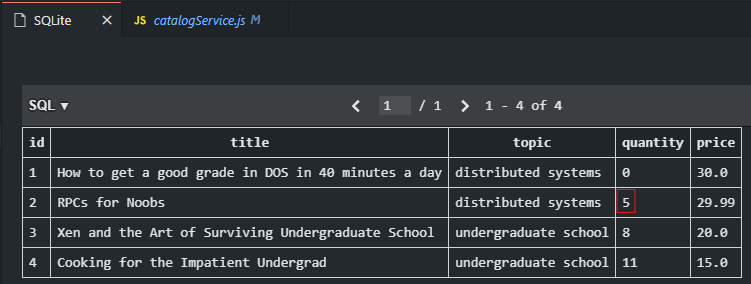 SQLite × JS catalogService.js M
SQL ▼ < 1 / 1 > 1 - 4 of 4
id title topic quantity price
1 How to get a good grade in DOS in 40 minutes a day distributed systems 0 30.0
2 RPCs for Noobs distributed systems 5 29.99
3 Xen and the Art of Surviving Undergraduate School undergraduate school 8 20.0
4 Cooking for the Impatient Undergrad undergraduate school 11 15.0